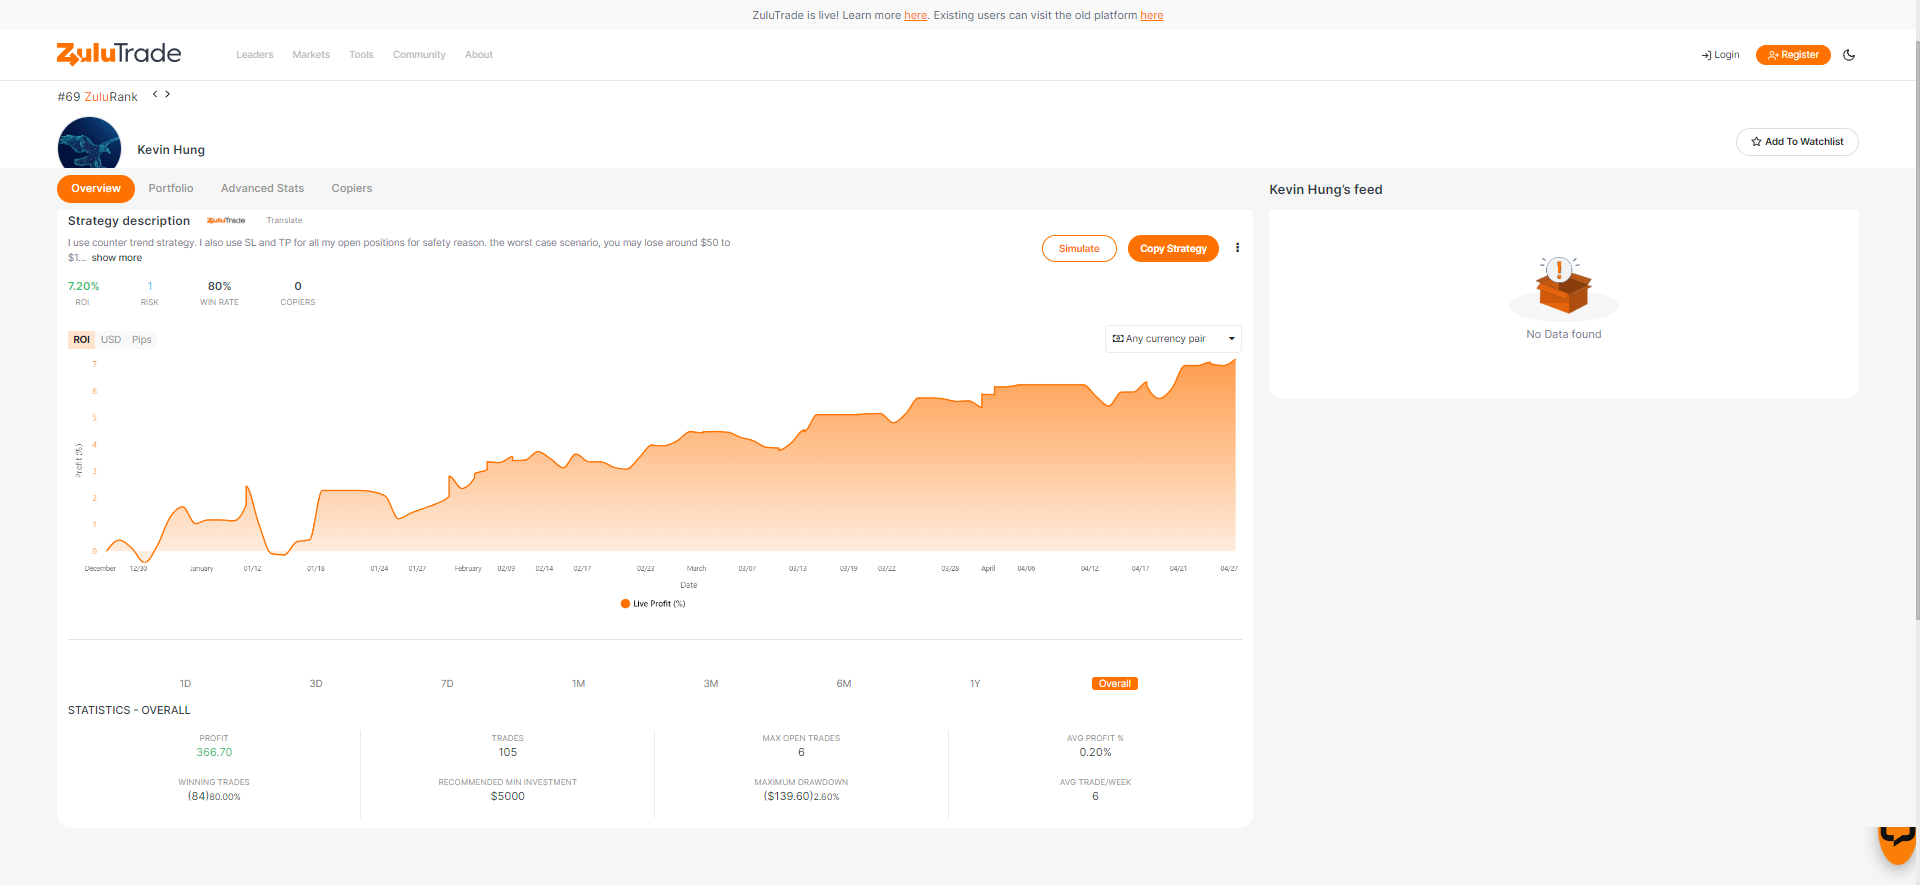 ZuluTrade is live! Learn more here. Existing users can visit the old platform here
ZuluTrade
Leaders Markets Tools Community About
Login Register
#69 ZuluRank < >
Kevin Hung
Add To Watchlist
Overview Portfolio Advanced Stats Copiers
Kevin Hung's feed
Strategy description ZuluTrade Translate
I use counter trend strategy. I also use SL and TP for all my open positions for safety reason. the worst case scenario, you may lose around $50 to
$1... show more
Simulate Copy Strategy
7.20% 1 80% 0
ROI RISK WIN RATE COPIERS
No Data found
ROI USD Pips
Any currency pair
7
6
5
4
3
2
1
0
Profit (%)
December 12/30 January 01/12 01/18 01/24 01/27 February 02/09 02/14 02/17 02/23 March 03/07 03/13 03/19 03/22 03/28 April 04/06 04/12 04/17 04/21 04/27
Date
Live Profit (%)
1D 3D 7D 1M 3M 6M 1Y Overall
STATISTICS - OVERALL
PROFIT TRADES MAX OPEN TRADES AVG PROFIT %
366.70 105 6 0.20%
WINNING TRADES RECOMMENDED MIN INVESTMENT MAXIMUM DRAWDOWN AVG TRADE/WEEK
(84)80.00% $5000 ($139.60)2.60% 6